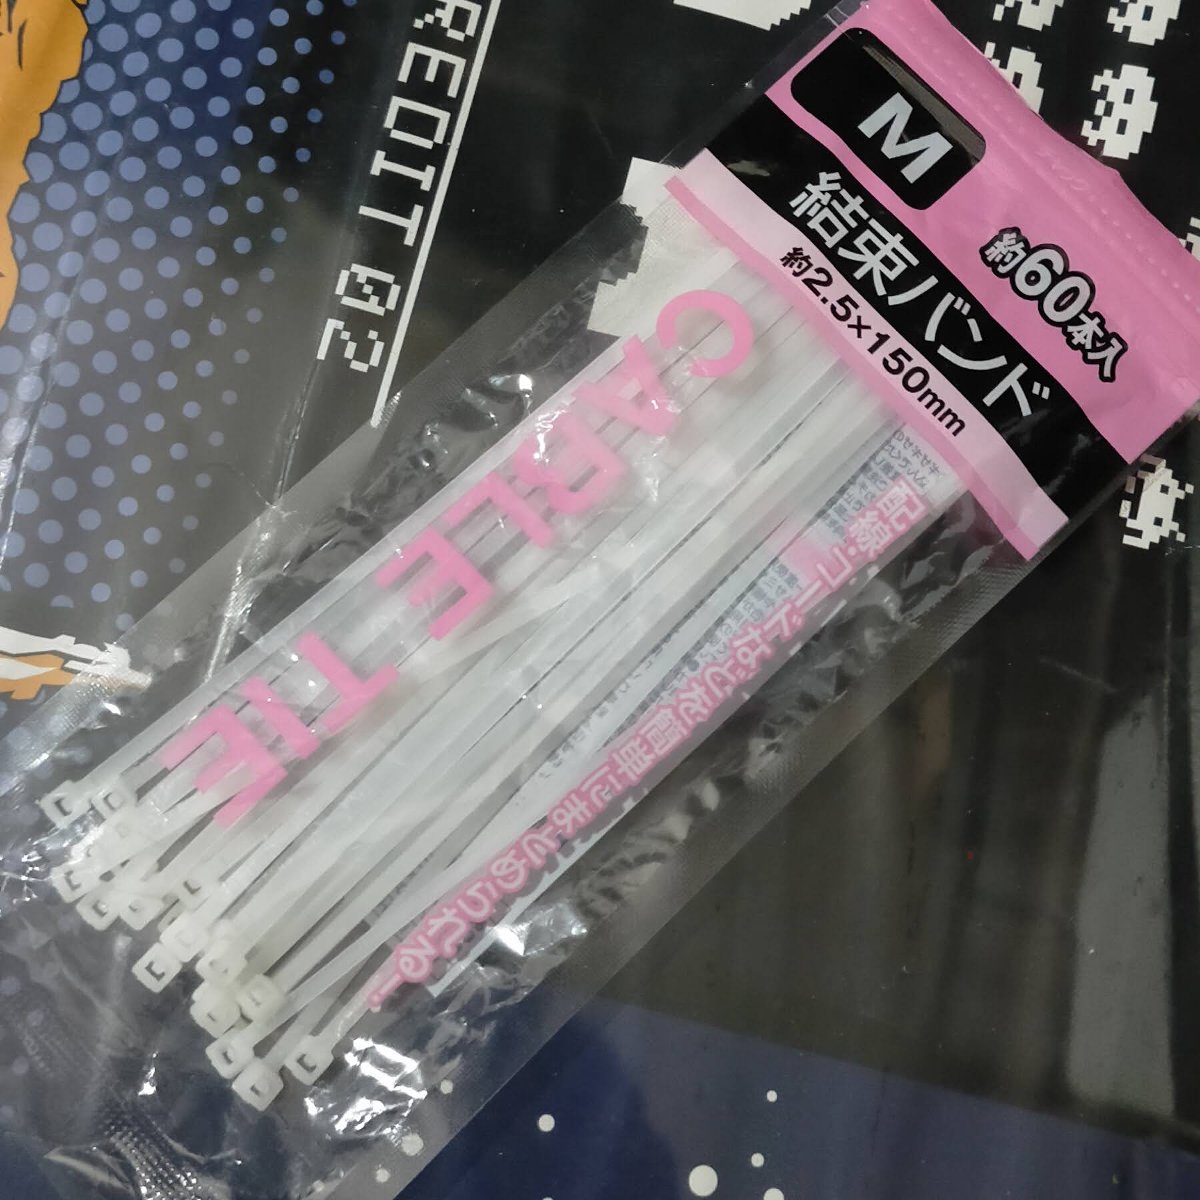 M
結束バンド
約60本入
約2.5×150mm
CABLE TIE
配線・コードなどを簡単にまとめられる!
REDIT 02